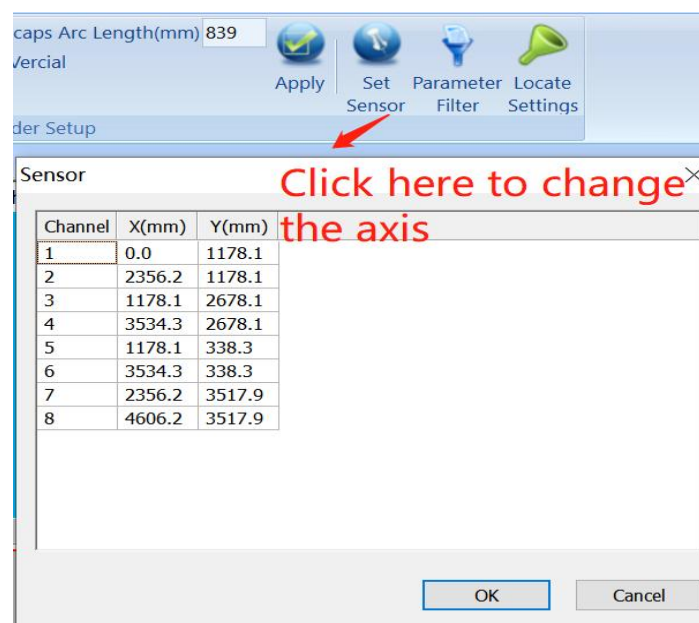 caps Arc Length(mm) 839
Vercial
Apply
Set Sensor
Parameter Filter
Locate Settings
der Setup
Sensor
Click here to change
the axis
Channel X(mm) Y(mm)
1 0.0 1178.1
2 2356.2 1178.1
3 1178.1 2678.1
4 3534.3 2678.1
5 1178.1 338.3
6 3534.3 338.3
7 2356.2 3517.9
8 4606.2 3517.9
OK Cancel